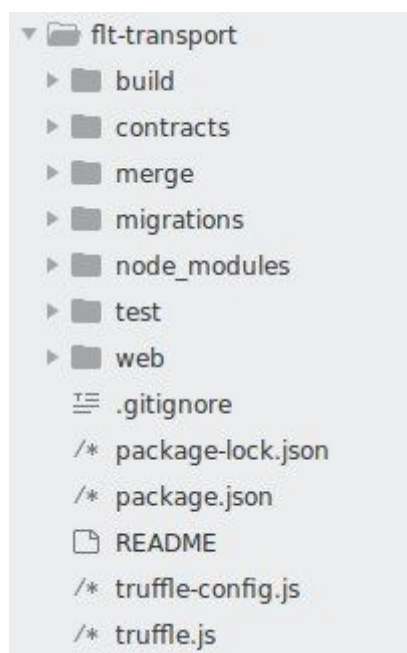 flt-transport
build
contracts
merge
migrations
node_modules
test
web
.gitignore
/* package-lock.json
/* package.json
README
/* truffle-config.js
/* truffle.js